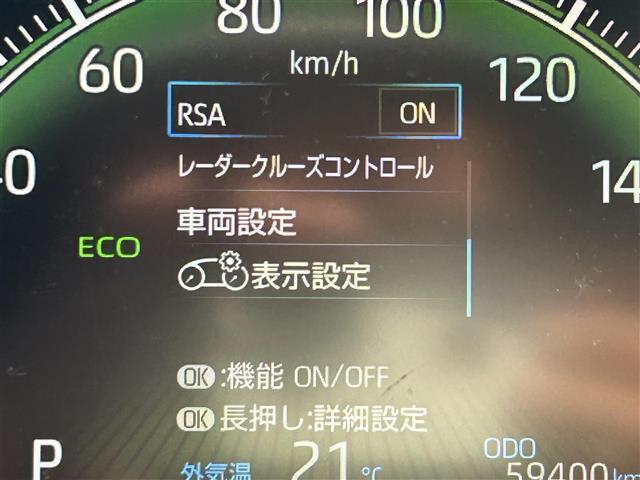 80 100
km/h
60 120
RSA ON
レーダークルーズコントロール
車両設定
ECO
表示設定
OK:機能 ON/OFF
OK長押し:詳細設定
P 外気温 21℃ ODO 59400km